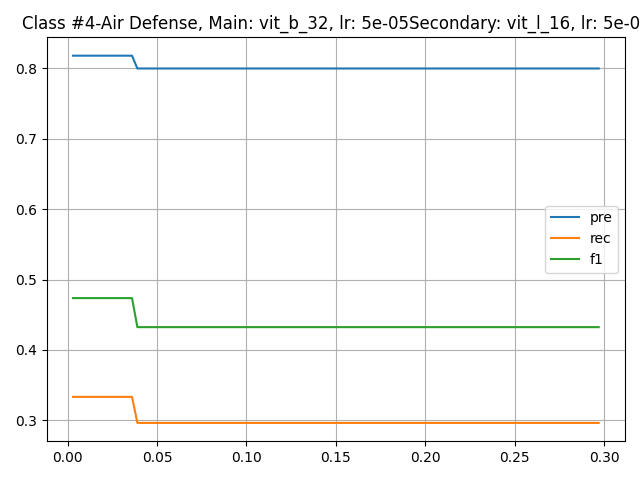 Class #4-Air Defense, Main: vit_b_32, lr: 5e-05Secondary: vit_l_16, lr: 5e-0
0.8
0.7
0.6
0.5
0.4
0.3
pre
rec
f1
0.00 0.05 0.10 0.15 0.20 0.25 0.30